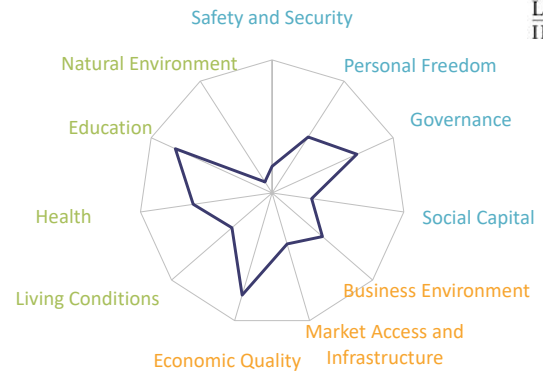 Safety and Security
Natural Environment
Personal Freedom
Education
Governance
Health
Social Capital
Living Conditions
Business Environment
Market Access and
Infrastructure
Economic Quality